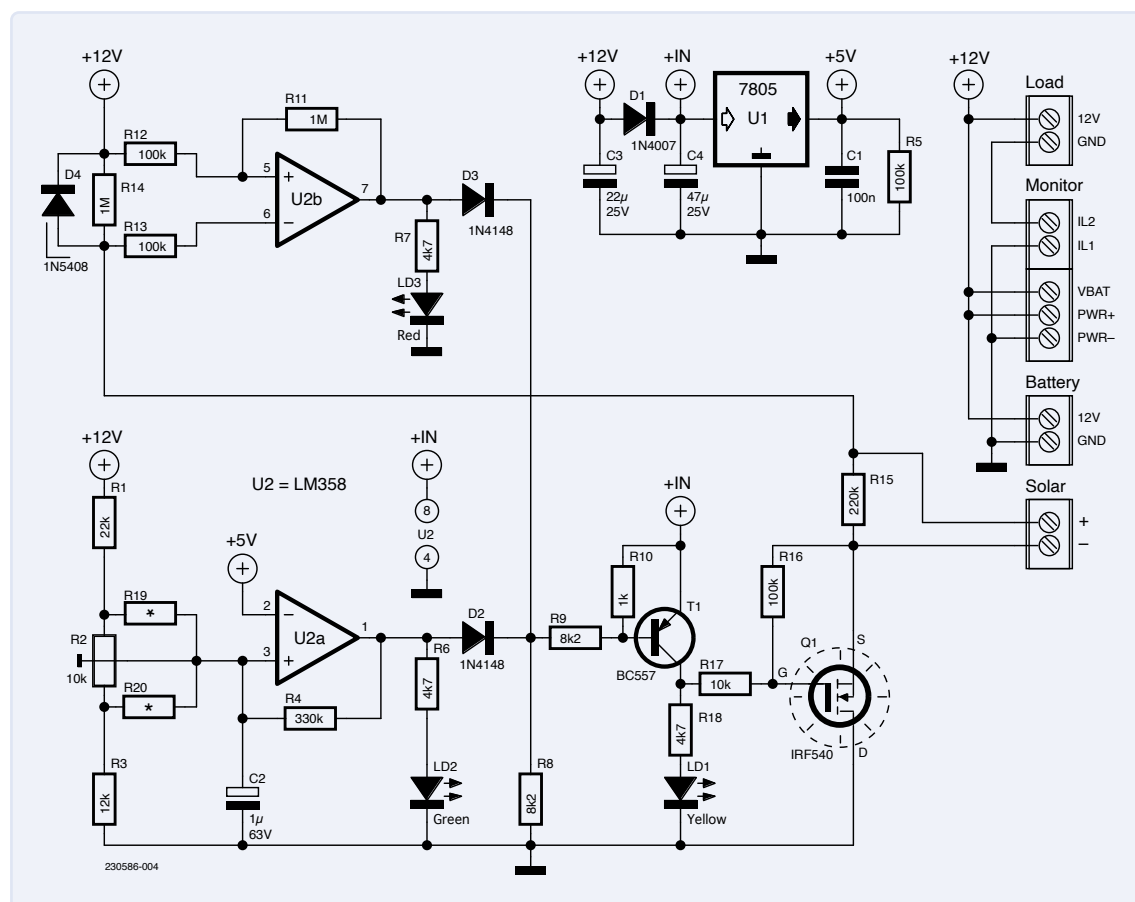 +12V
R11
1M
R12
100k
5
U2b
7
6
D4
R14
1M
R13
100k
1N5408
D3
1N4148
R7
4k7
LD3
Red
+12V
+IN
+5V
D1
1N4007
7805
U1
C3
22µ
25V
C4
47µ
25V
C1
100n
R5
100k
+12V
Load
12V
GND
Monitor
IL2
IL1
VBAT
PWR+
PWR–
Battery
12V
GND
Solar
+
–
+12V
R1
22k
U2 = LM358
+IN
8
U2
4
+5V
R19
*
R2
10k
R20
*
2
U2a
1
3
R4
330k
R3
12k
C2
1µ
63V
D2
1N4148
R6
4k7
LD2
Green
R8
8k2
R9
8k2
+IN
R10
1k
T1
BC557
R17
10k
R18
4k7
LD1
Yellow
R15
220k
R16
100k
Q1
S
G
D
IRF540
230586-004